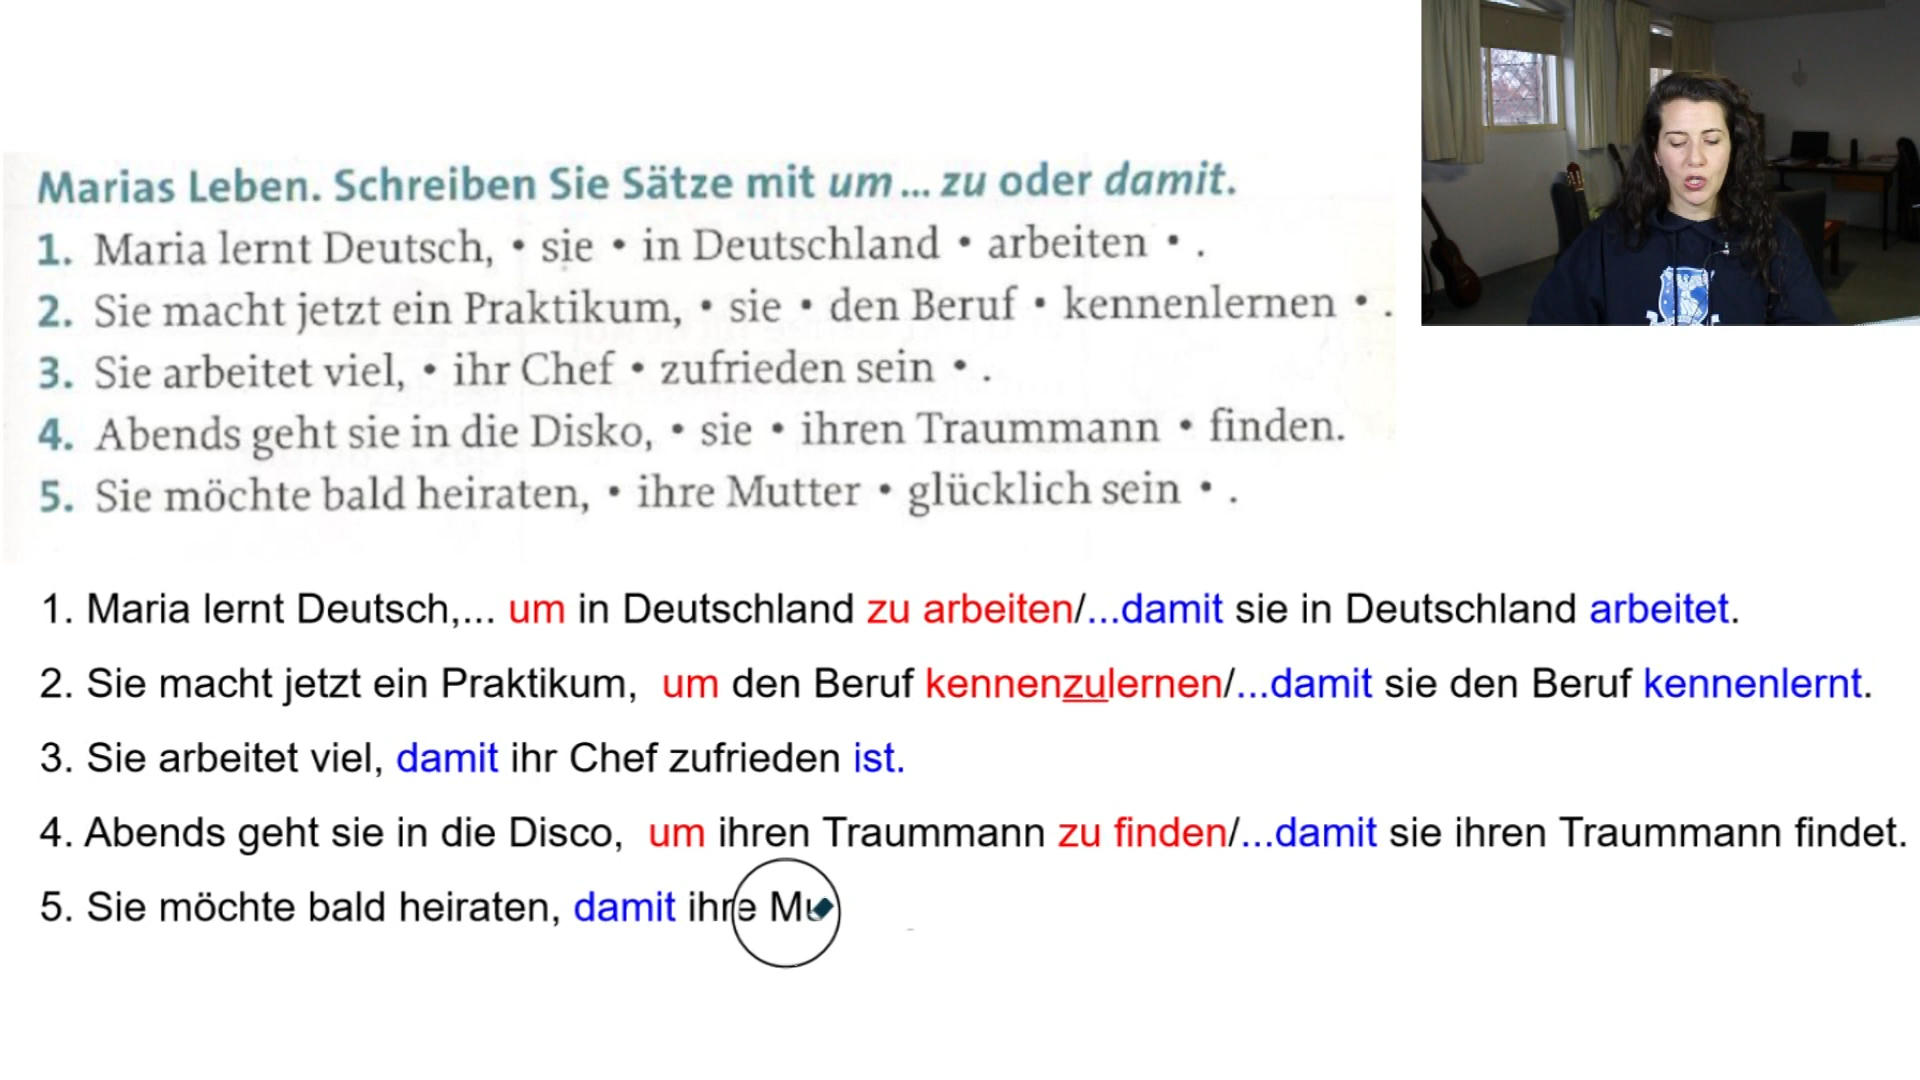 Marias Leben. Schreiben Sie Sätze mit um ... zu oder damit.
1. Maria lernt Deutsch, • sie • in Deutschland • arbeiten • .
2. Sie macht jetzt ein Praktikum, • sie • den Beruf • kennenlernen • .
3. Sie arbeitet viel, • ihr Chef • zufrieden sein • .
4. Abends geht sie in die Disko, • sie • ihren Traummann • finden.
5. Sie möchte bald heiraten, • ihre Mutter • glücklich sein • .
1. Maria lernt Deutsch,... um in Deutschland zu arbeiten/...damit sie in Deutschland arbeitet.
2. Sie macht jetzt ein Praktikum, um den Beruf kennenzulernen/...damit sie den Beruf kennenlernt.
3. Sie arbeitet viel, damit ihr Chef zufrieden ist.
4. Abends geht sie in die Disco, um ihren Traummann zu finden/...damit sie ihren Traummann findet.
5. Sie möchte bald heiraten, damit ihre